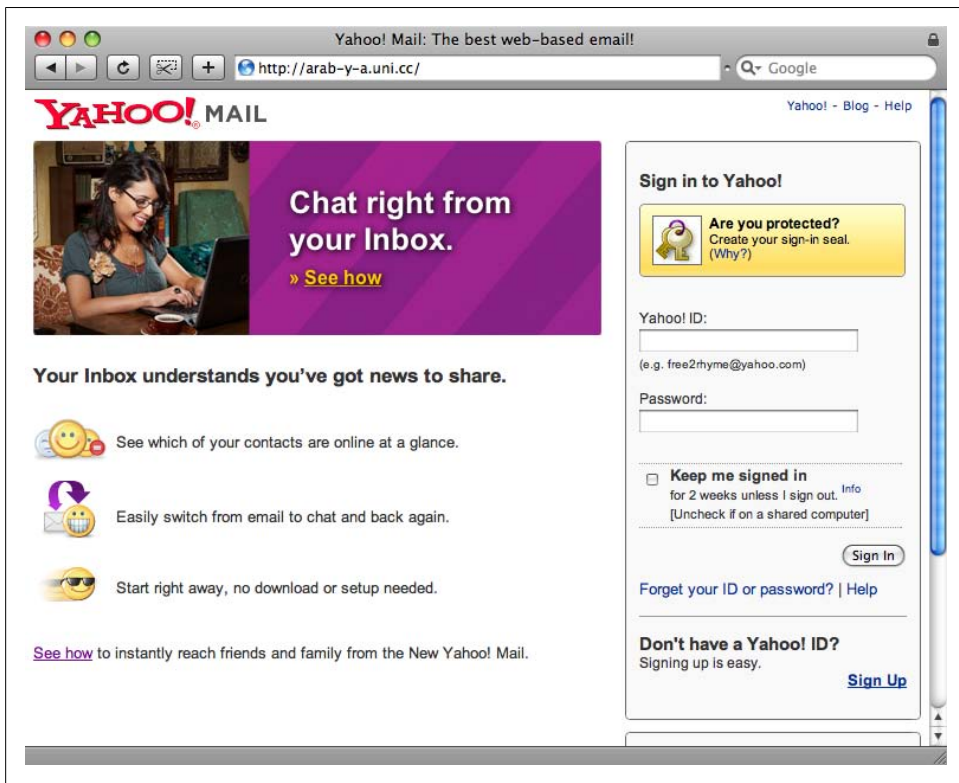 Yahoo! Mail: The best web-based email!
http://arab-y-a.uni.cc/
Google
YAHOO!® MAIL
Yahoo! - Blog - Help
Chat right from
your Inbox.
» See how
Your Inbox understands you've got news to share.
See which of your contacts are online at a glance.
Easily switch from email to chat and back again.
Start right away, no download or setup needed.
See how to instantly reach friends and family from the New Yahoo! Mail.
Sign in to Yahoo!
Are you protected?
Create your sign-in seal.
(Why?)
Yahoo! ID:
(e.g. free2rhyme@yahoo.com)
Password:
Keep me signed in
for 2 weeks unless I sign out. Info
[Uncheck if on a shared computer]
Sign In
Forget your ID or password? | Help
Don't have a Yahoo! ID?
Signing up is easy.
Sign Up